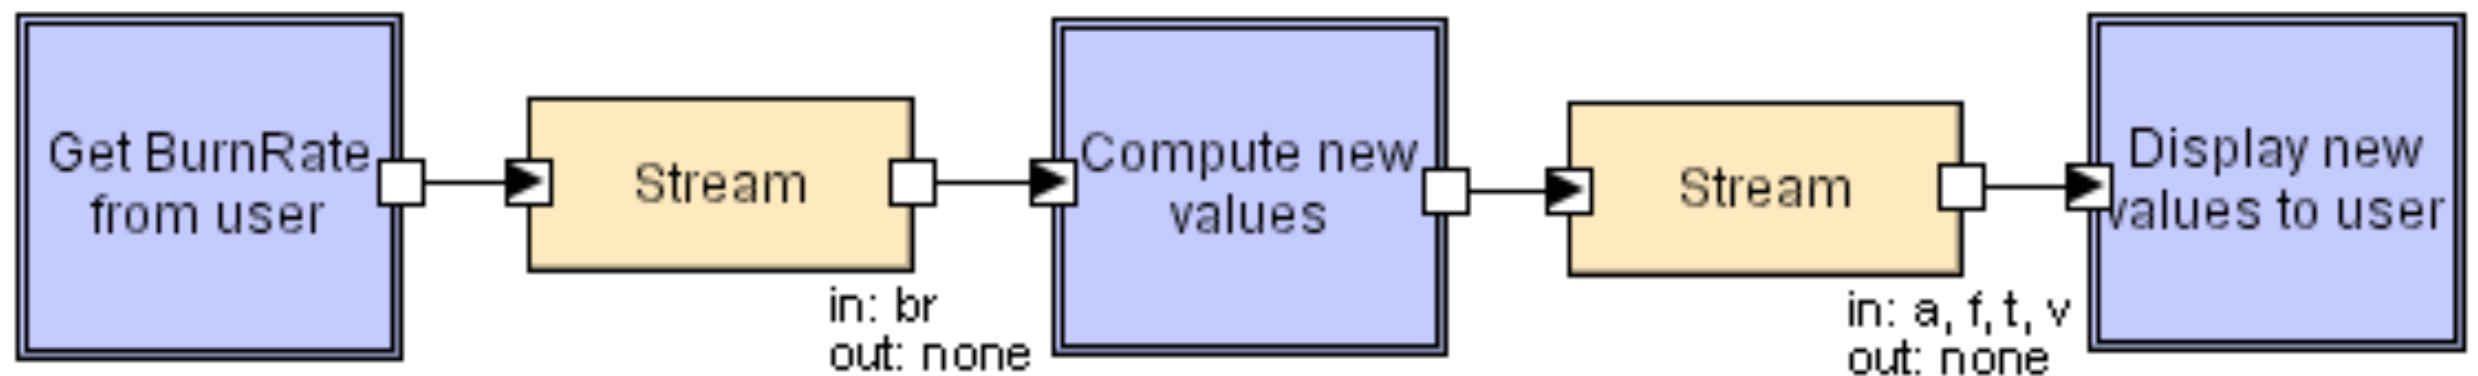 Get BurnRate
from user
Stream
in: br
out: none
Compute new
values
Stream
in: a, f, t, v
out: none
Display new
values to user